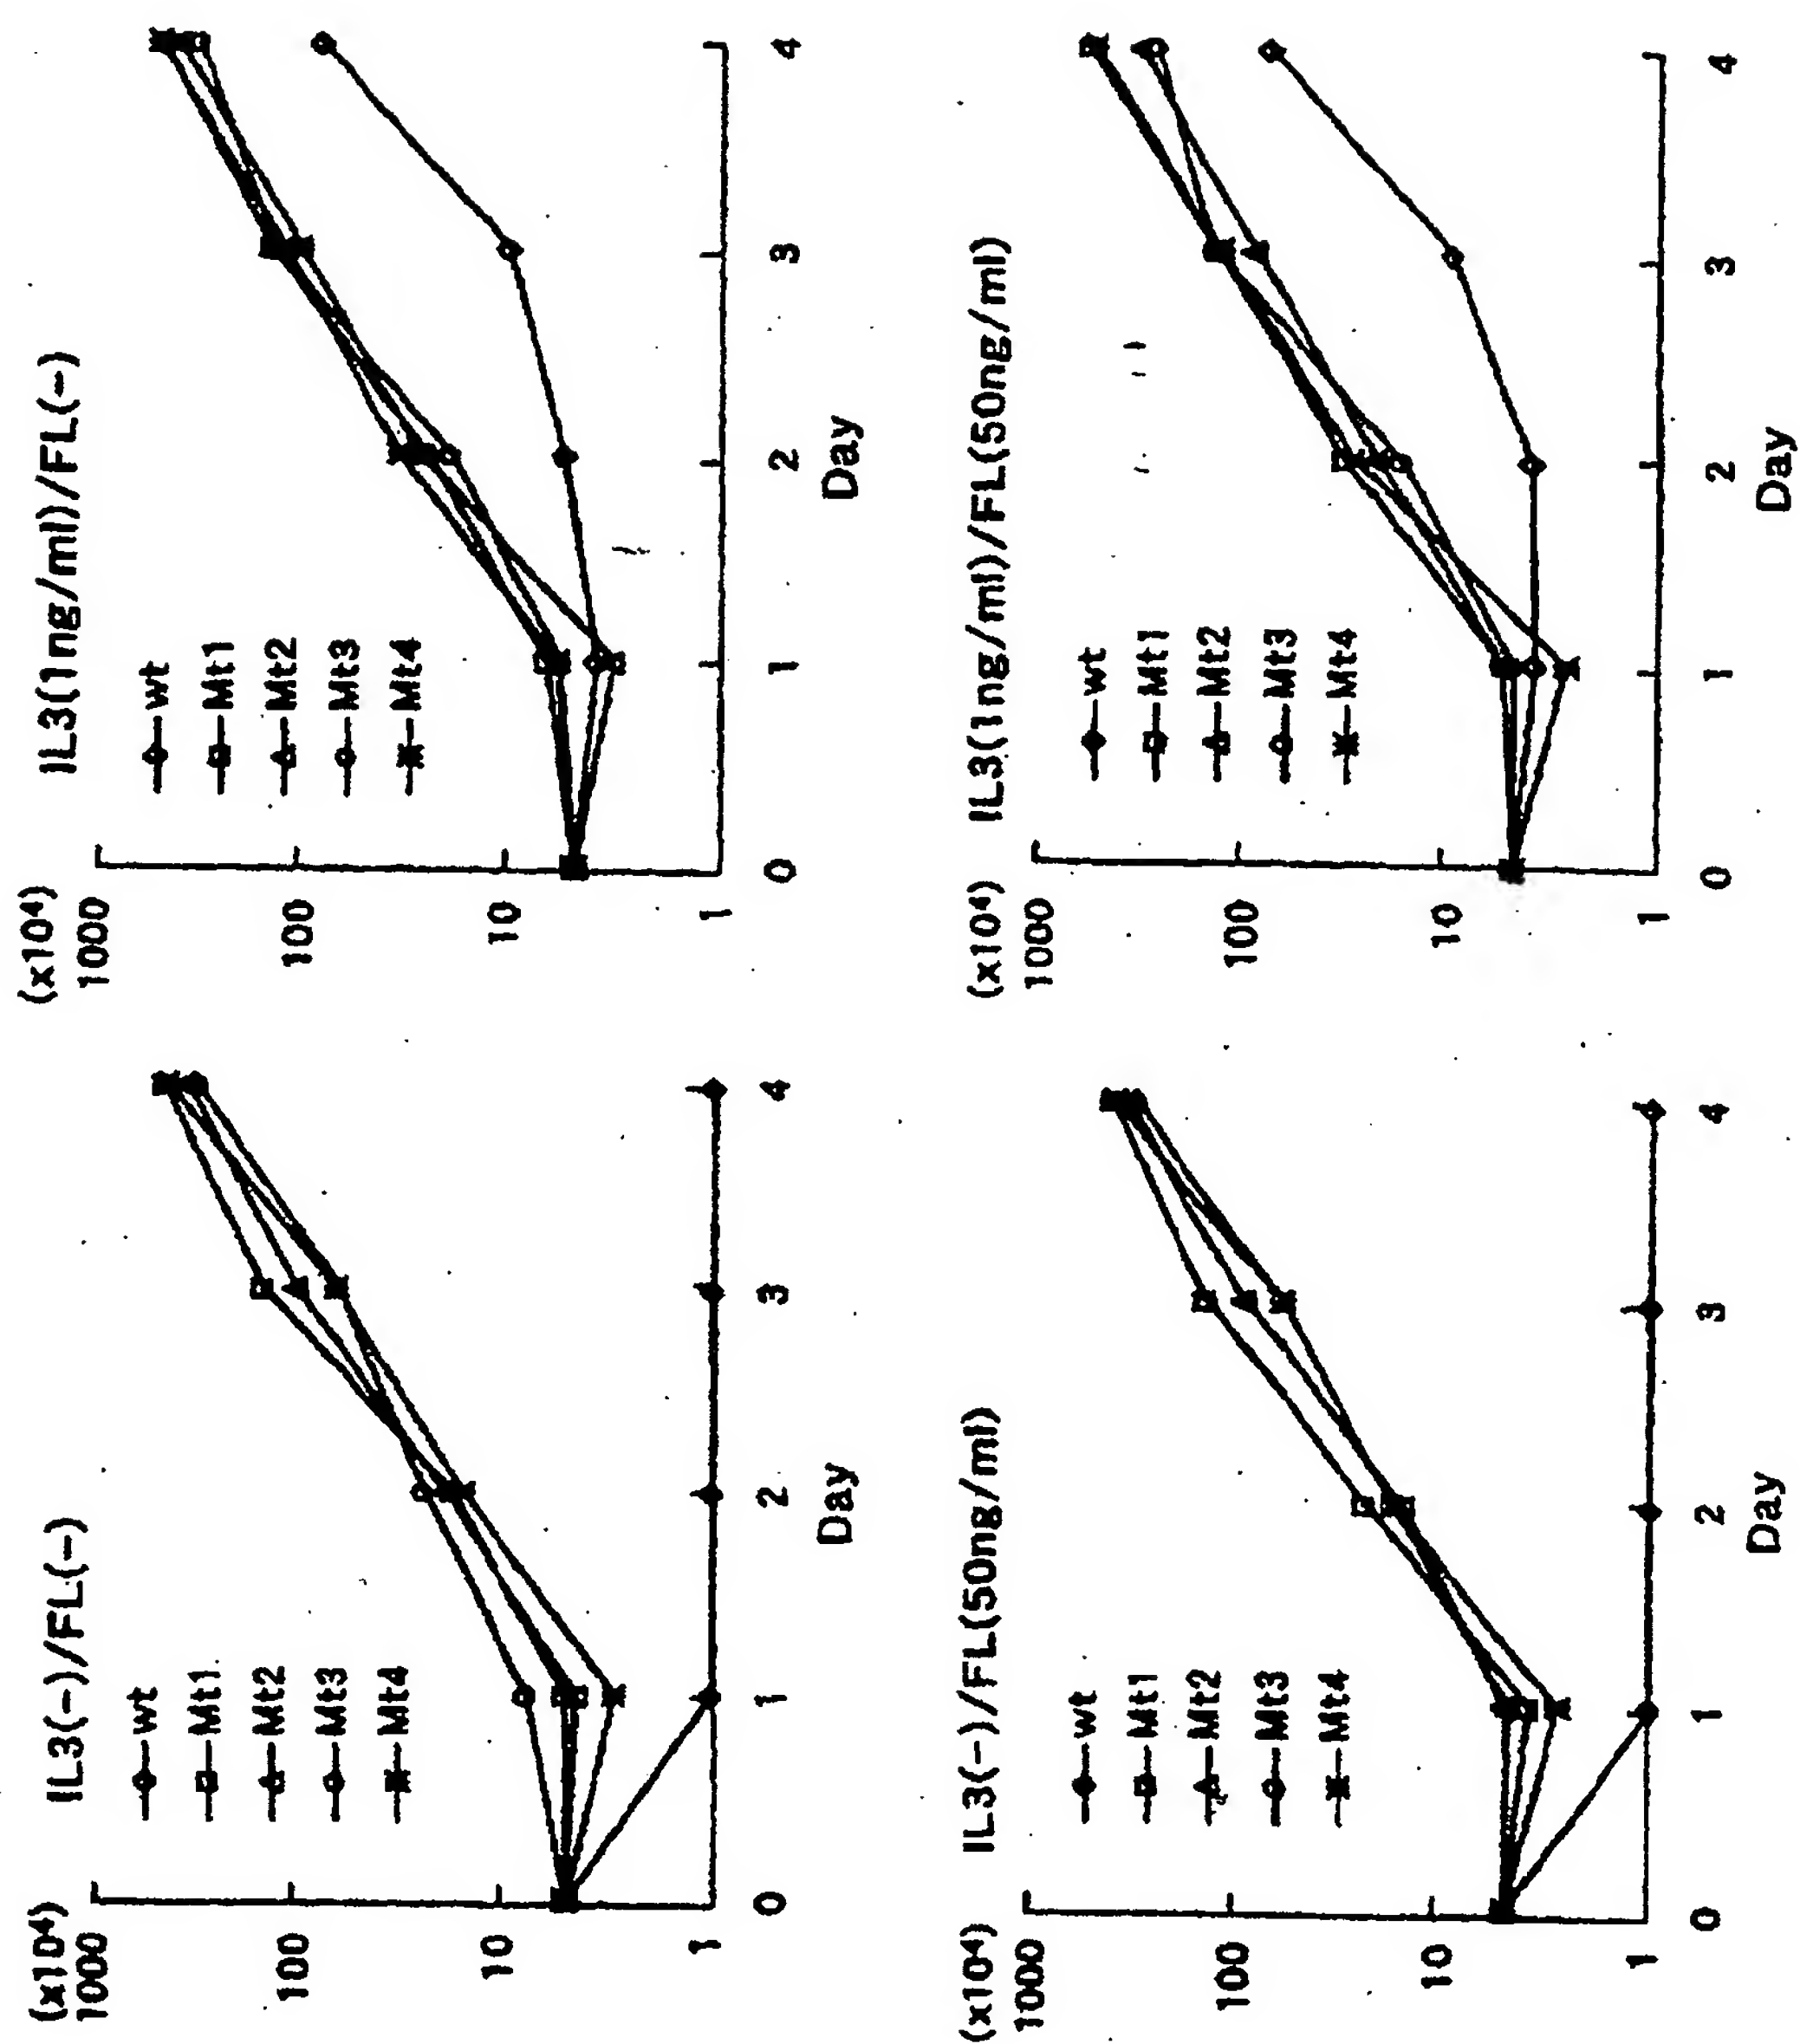 IL3(−)/FL(−)
(x10⁴)
1000
100
10
1
wt
Mt1
Mt2
Mt3
Mt4
0 1 2 3 4
Day
IL3(1ng/ml)/FL(−)
(x10⁴)
1000
100
10
1
wt
Mt1
Mt2
Mt3
Mt4
0 1 2 3 4
Day
IL3(−)/FL(50ng/ml)
(x10⁴)
1000
100
10
1
wt
Mt1
Mt2
Mt3
Mt4
0 1 2 3 4
Day
IL3(1ng/ml)/FL(50ng/ml)
(x10⁴)
1000
100
10
1
wt
Mt1
Mt2
Mt3
Mt4
0 1 2 3 4
Day